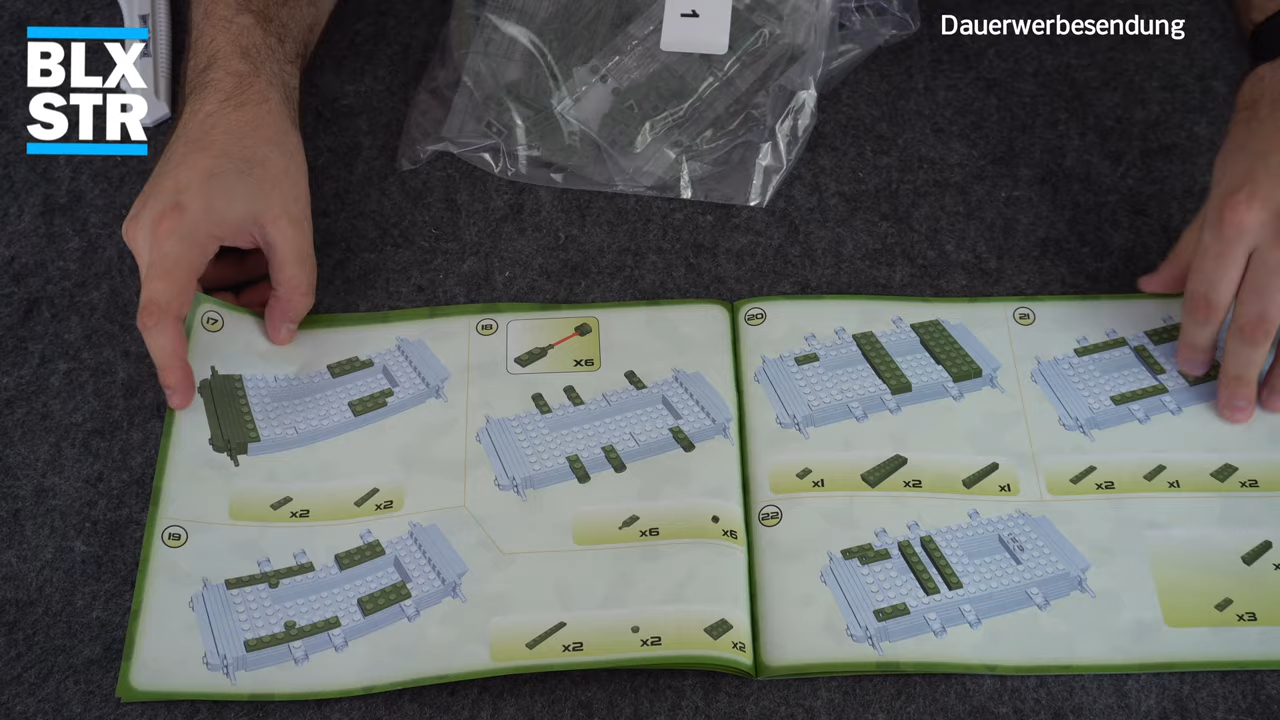 BLX
STR
Dauerwerbesendung
1
17
x2
x2
18
x6
x6
x6
19
x2
x2
x2
20
x1
x2
x1
21
x2
x1
x2
22
x3